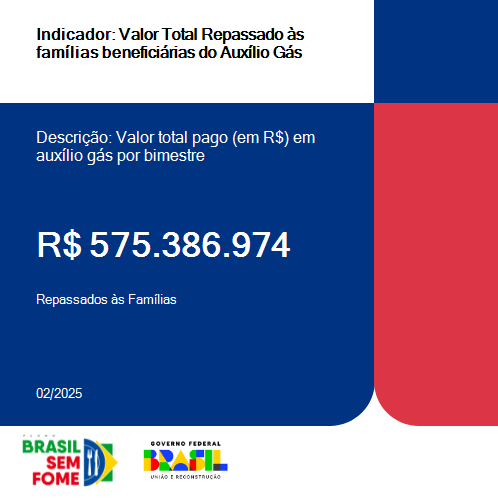 Indicador: Valor Total Repassado às
famílias beneficiárias do Auxílio Gás
Descrição: Valor total pago (em R$) em
auxílio gás por bimestre
R$ 575.386.974
Repassados às Famílias
02/2025
PLANO
BRASIL
SEM
FOME
GOVERNO FEDERAL
BRASIL
UNIÃO E RECONSTRUÇÃO